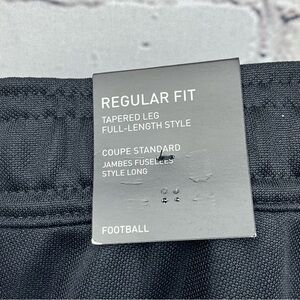 REGULAR FIT
TAPERED LEG
FULL-LENGTH STYLE
COUPE STANDARD
JAMBES FUSELÉES
STYLE LONG
FOOTBALL